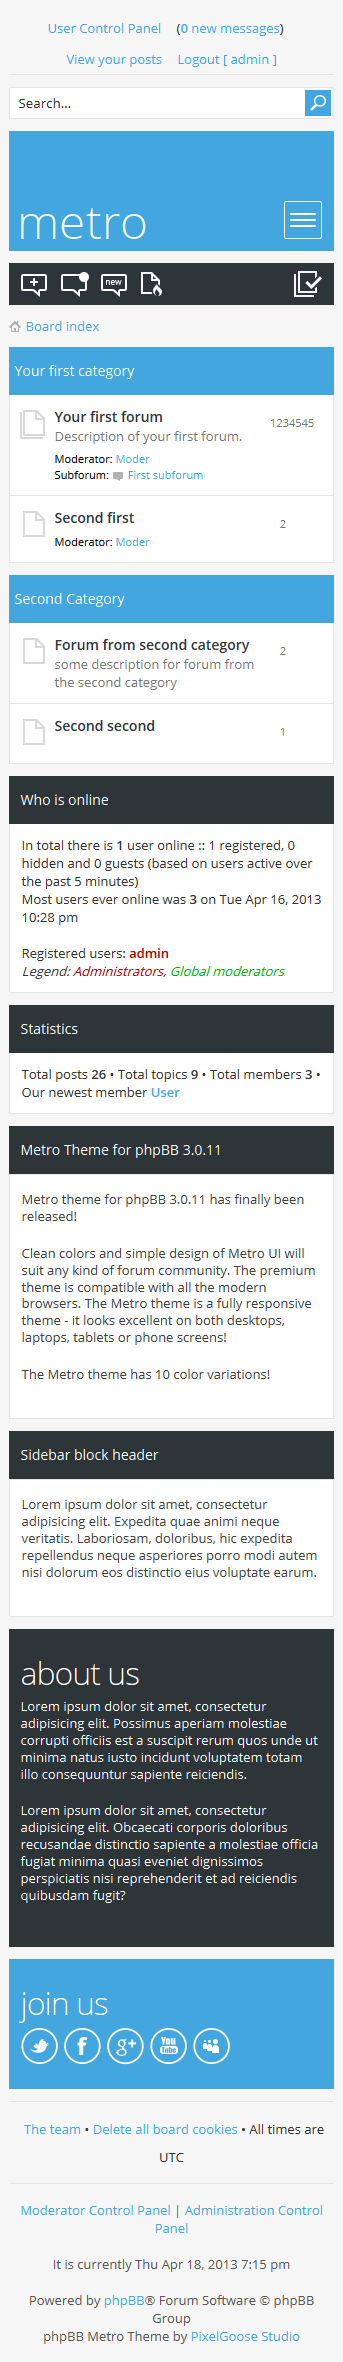 User Control Panel (0 new messages)
View your posts Logout [ admin ]
Search...
metro
new
Board index
Your first category
Your first forum 1234545
Description of your first forum.
Moderator: Moder
Subforum: First subforum
Second first 2
Moderator: Moder
Second Category
Forum from second category 2
some description for forum from
the second category
Second second 1
Who is online
In total there is 1 user online :: 1 registered, 0
hidden and 0 guests (based on users active over
the past 5 minutes)
Most users ever online was 3 on Tue Apr 16, 2013
10:28 pm
Registered users: admin
Legend: Administrators, Global moderators
Statistics
Total posts 26 • Total topics 9 • Total members 3 •
Our newest member User
Metro Theme for phpBB 3.0.11
Metro theme for phpBB 3.0.11 has finally been
released!
Clean colors and simple design of Metro UI will
suit any kind of forum community. The premium
theme is compatible with all the modern
browsers. The Metro theme is a fully responsive
theme - it looks excellent on both desktops,
laptops, tablets or phone screens!
The Metro theme has 10 color variations!
Sidebar block header
Lorem ipsum dolor sit amet, consectetur
adipisicing elit. Expedita quae animi neque
veritatis. Laboriosam, doloribus, hic expedita
repellendus neque asperiores porro modi autem
nisi dolorum eos distinctio eius voluptate earum.
about us
Lorem ipsum dolor sit amet, consectetur
adipisicing elit. Possimus aperiam molestiae
corrupti officiis est a suscipit rerum quos unde ut
minima natus iusto incidunt voluptatem totam
illo consequuntur sapiente reiciendis.
Lorem ipsum dolor sit amet, consectetur
adipisicing elit. Obcaecati corporis doloribus
recusandae distinctio sapiente a molestiae officia
fugiat minima quasi eveniet dignissimos
perspiciatis nisi reprehenderit et ad reiciendis
quibusdam fugit?
join us
f g+ You Tube
The team • Delete all board cookies • All times are
UTC
Moderator Control Panel | Administration Control
Panel
It is currently Thu Apr 18, 2013 7:15 pm
Powered by phpBB® Forum Software © phpBB
Group
phpBB Metro Theme by PixelGoose Studio